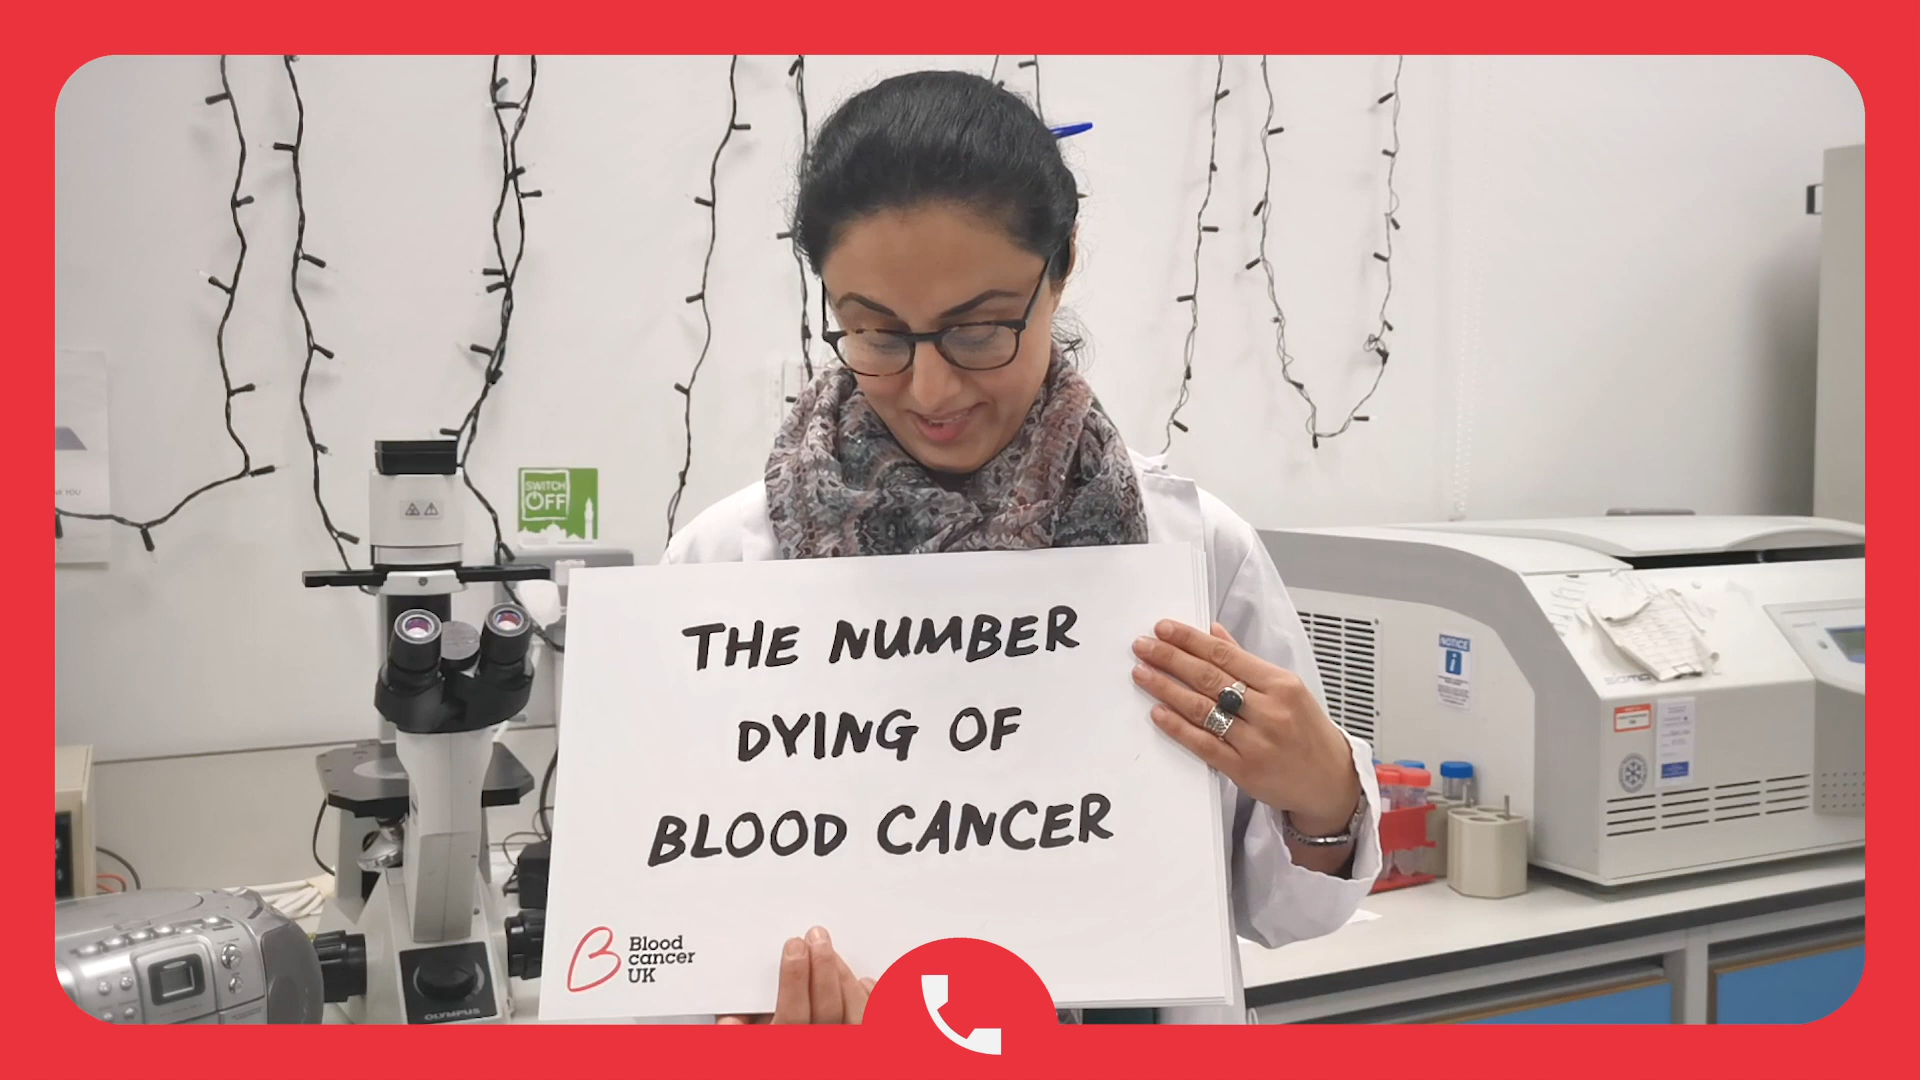 SWITCH
OFF
THE NUMBER
DYING OF
BLOOD CANCER
NOTICE
Blood
cancer
UK
OLYMPUS